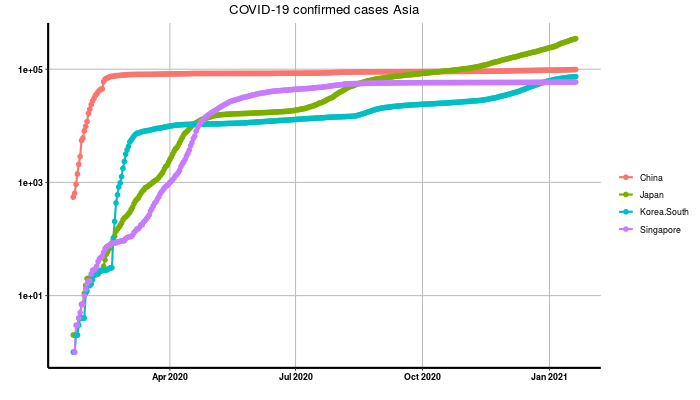 COVID-19 confirmed cases Asia
1e+05
1e+03
1e+01
Apr 2020 Jul 2020 Oct 2020 Jan 2021
China
Japan
Korea.South
Singapore